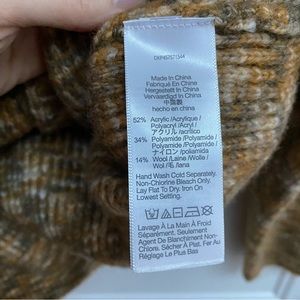 Made In China
Fabriqué En Chine
Hergestellt In China
Vervaardigd In China
中国製
hecho en china
52% Acrylic /Acrylique /
Polyacryl /Acryl /
アクリル /acrílico
34% Polyamide /Polyamide /
Polyamid /Polyamide /
ナイロン /poliamida
14% Wool /Laine /Wolle /
Wol /毛 /lana
Hand Wash Cold Separately.
Non-Chlorine Bleach Only.
Lay Flat To Dry. Iron On
Lowest Setting.
Lavage À La Main À Froid
Séparément. Seulement
Agent De Blanchiment Non-
Chloré. Sécher À Plat. Fer Au
Réglage Le Plus Bas